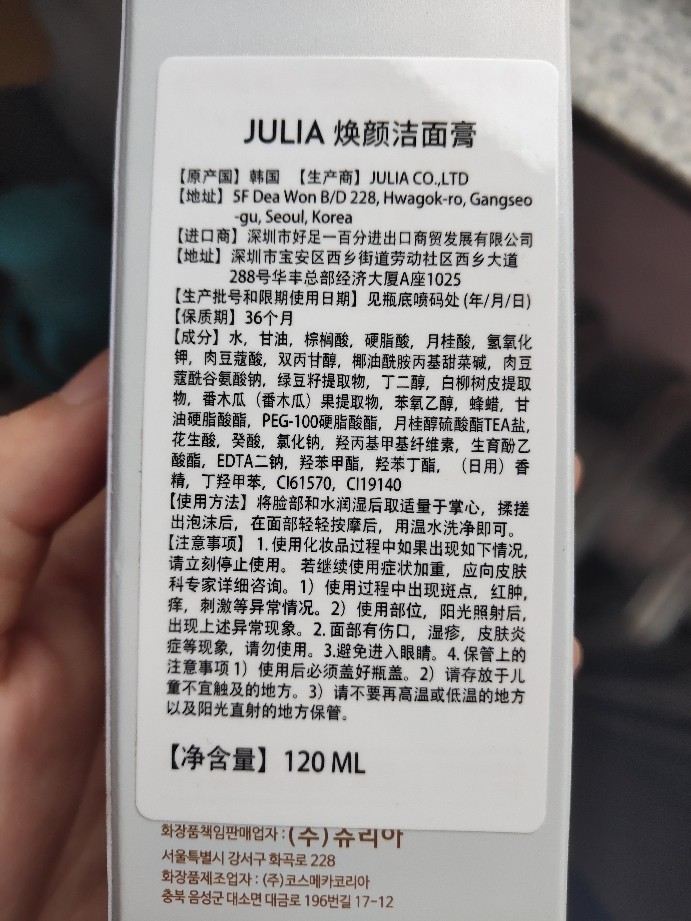 JULIA 焕颜洁面膏
【原产国】韩国 【生产商】JULIA CO.,LTD
【地址】5F Dea Won B/D 228, Hwagok-ro, Gangseo
-gu, Seoul, Korea
【进口商】深圳市好足一百分进出口商贸发展有限公司
【地址】深圳市宝安区西乡街道劳动社区西乡大道
288号华丰总部经济大厦A座1025
【生产批号和限期使用日期】见瓶底喷码处(年/月/日)
【保质期】36个月
【成分】水, 甘油, 棕榈酸, 硬脂酸, 月桂酸, 氢氧化
钾, 肉豆蔻酸, 双丙甘醇, 椰油酰胺丙基甜菜碱, 肉豆
蔻酰谷氨酸钠, 绿豆籽提取物, 丁二醇, 白柳树皮提取
物, 番木瓜（番木瓜）果提取物, 苯氧乙醇, 蜂蜡, 甘
油硬脂酸酯, PEG-100硬脂酸酯, 月桂醇硫酸酯TEA盐,
花生酸, 癸酸, 氯化钠, 羟丙基甲基纤维素, 生育酚乙
酸酯, EDTA二钠, 羟苯甲酯, 羟苯丁酯, （日用）香
精, 丁羟甲苯, CI61570, CI19140
【使用方法】将脸部和水润湿后取适量于掌心, 揉搓
出泡沫后, 在面部轻轻按摩后, 用温水洗净即可。
【注意事项】1.使用化妆品过程中如果出现如下情况,
请立刻停止使用。若继续使用症状加重, 应向皮肤
科专家详细咨询。1）使用过程中出现斑点, 红肿,
痒, 刺激等异常情况。2）使用部位, 阳光照射后,
出现上述异常现象。2.面部有伤口, 湿疹, 皮肤炎
症等现象, 请勿使用。3.避免进入眼睛。4.保管上的
注意事项1）使用后必须盖好瓶盖。2）请存放于儿
童不宜触及的地方。3）请不要再高温或低温的地方
以及阳光直射的地方保管。
【净含量】120 ML
화장품책임판매업자 : (주)쥬리아
서울특별시 강서구 화곡로 228
화장품제조업자 : (주)코스메카코리아
충북 음성군 대소면 대금로 196번길 17-12